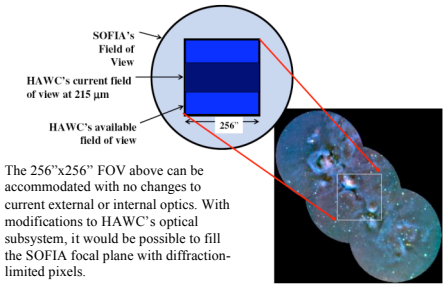 SOFIA's
Field of
View
HAWC's current field
of view at 215 µm
HAWC's available
field of view
256"
The 256"x256" FOV above can be
accommodated with no changes to
current external or internal optics. With
modifications to HAWC's optical
subsystem, it would be possible to fill
the SOFIA focal plane with diffraction-
limited pixels.